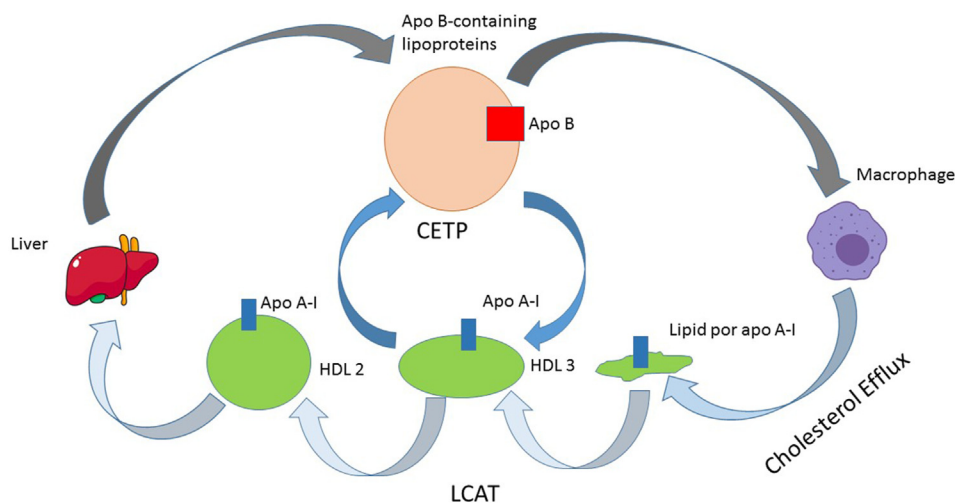 Apo B-containing
lipoproteins
Apo B
Macrophage
CETP
Liver
Apo A-I
Apo A-I
Lipid por apo A-I
HDL 2
HDL 3
Cholesterol Efflux
LCAT